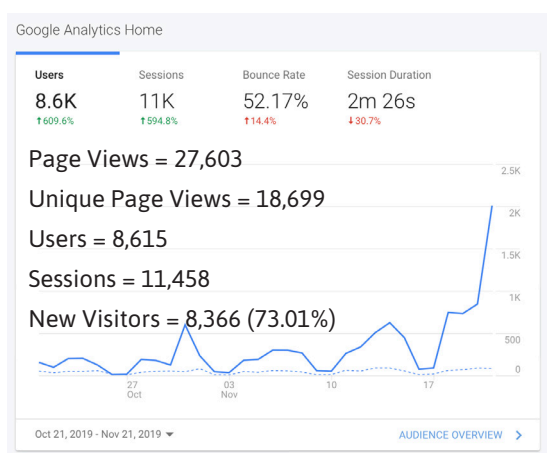 Google Analytics Home
Users Sessions Bounce Rate Session Duration
8.6K 11K 52.17% 2m 26s
↑609.6% ↑594.8% ↑14.4% ↓30.7%
Page Views = 27,603
2.5K
Unique Page Views = 18,699
2K
Users = 8,615
1.5K
Sessions = 11,458
1K
New Visitors = 8,366 (73.01%)
500
0
27 03 10 17
Oct Nov
Oct 21, 2019 - Nov 21, 2019 AUDIENCE OVERVIEW